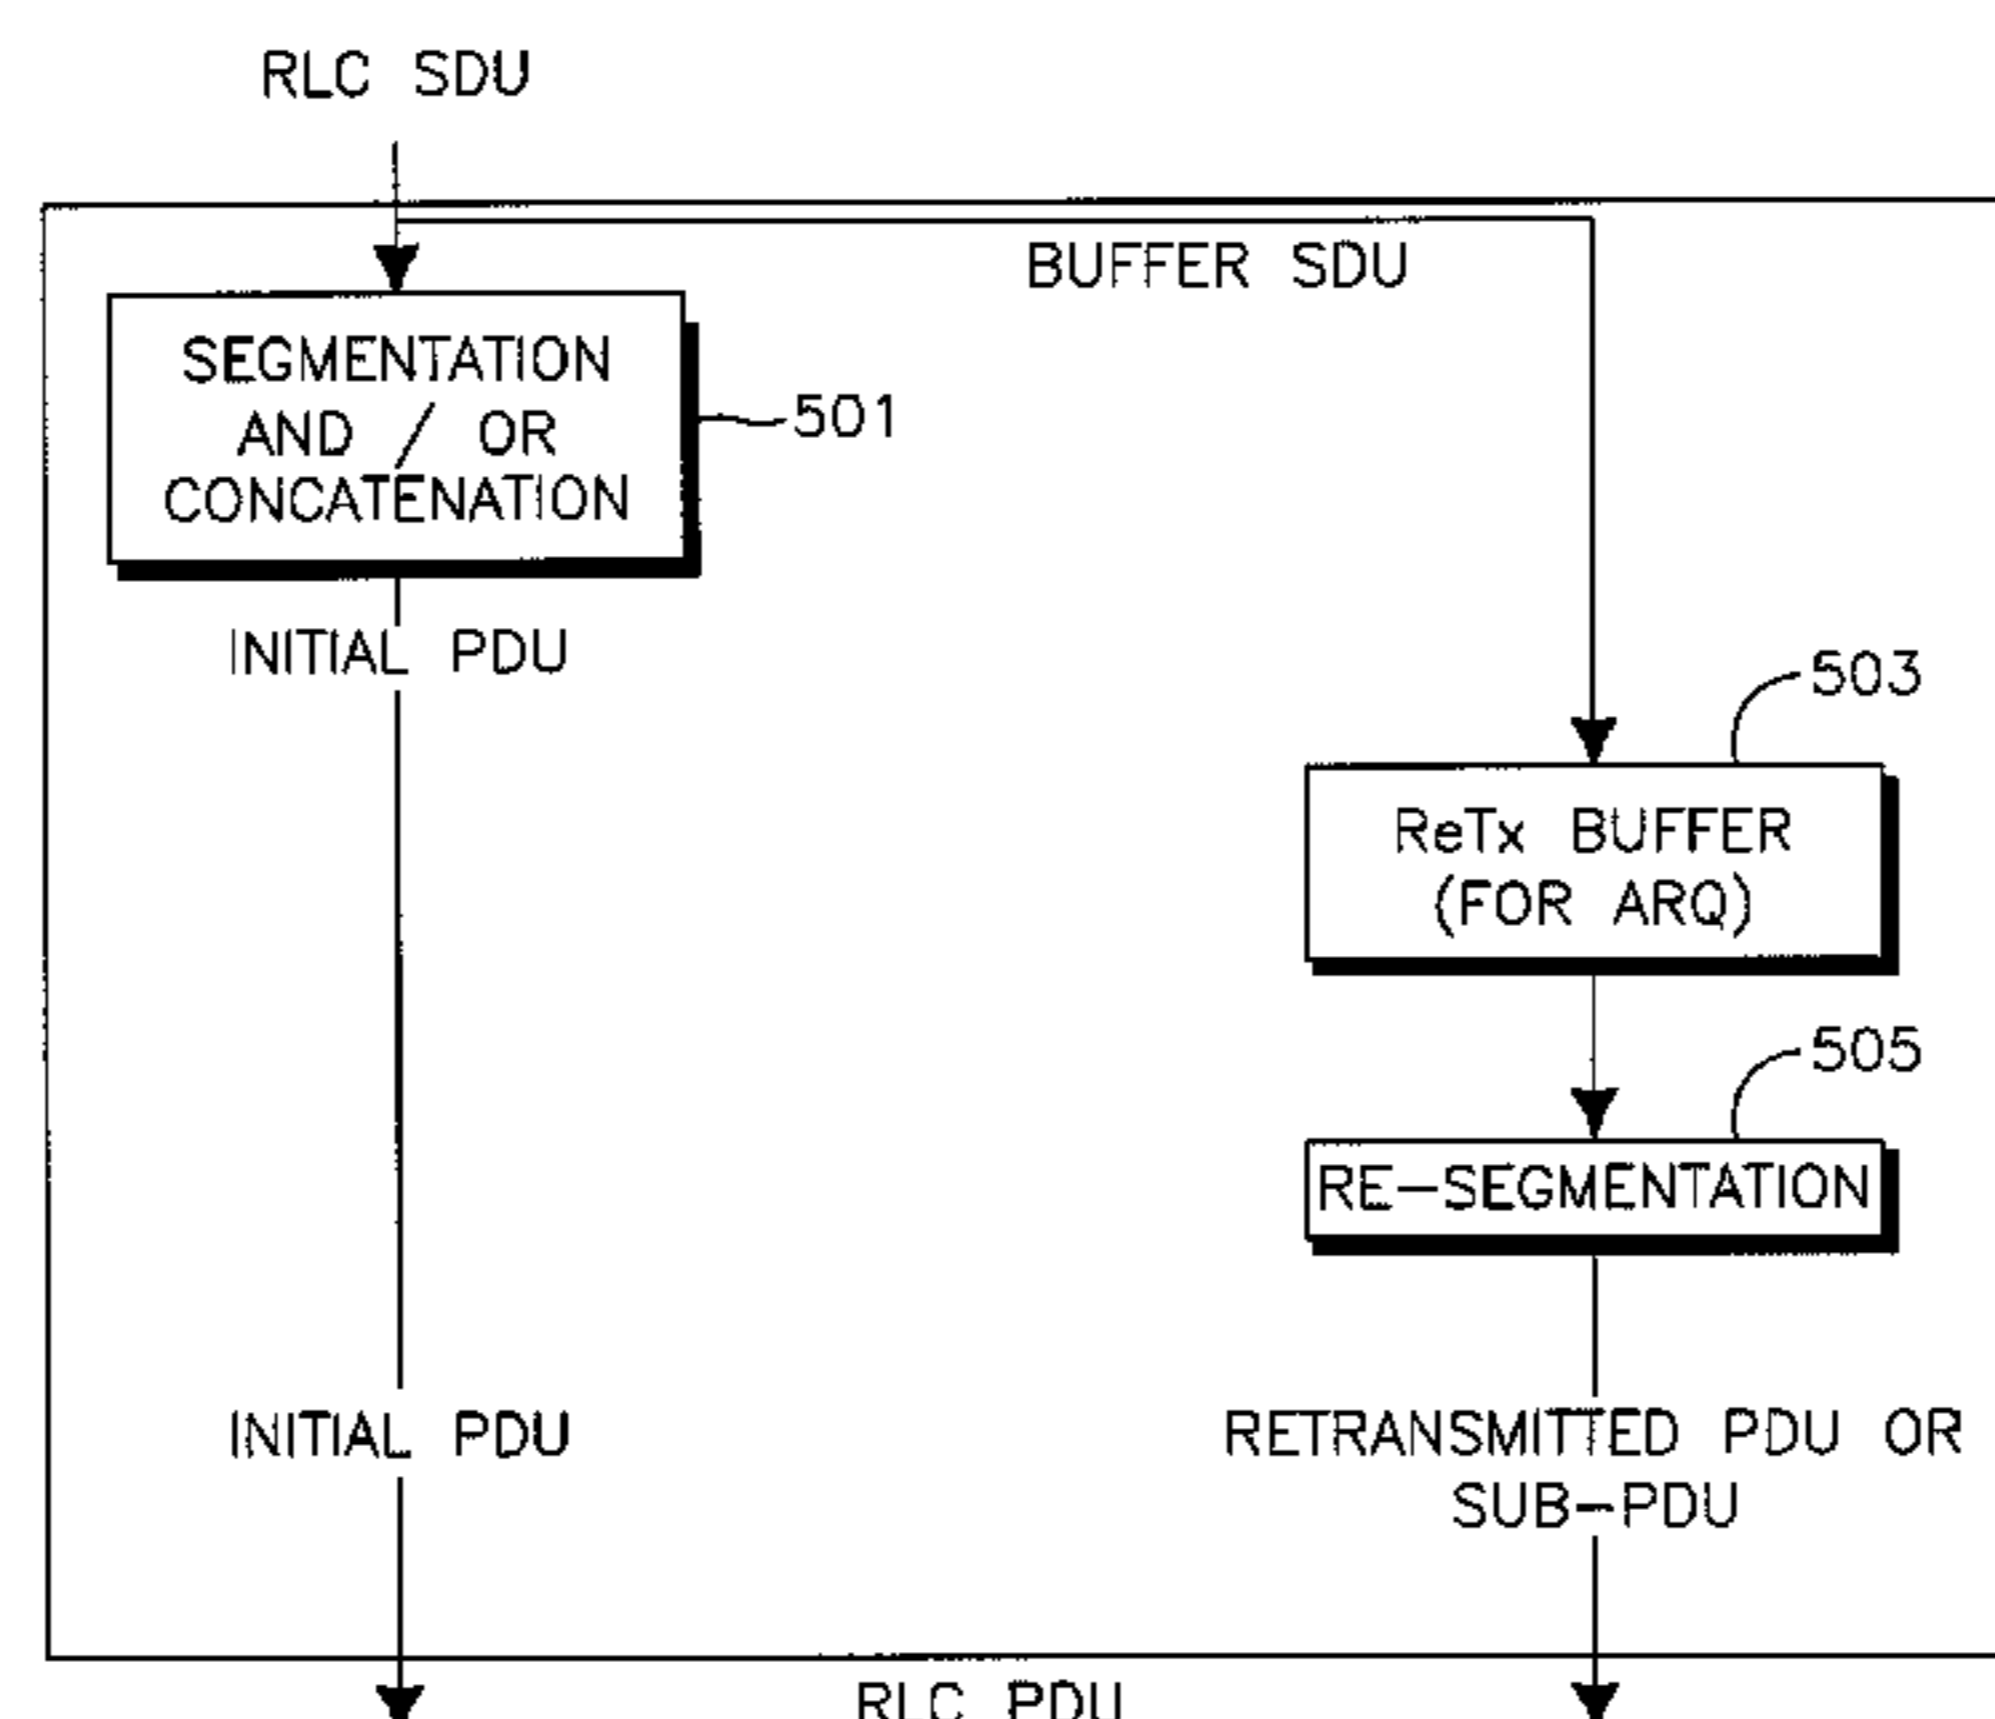 RLC SDU
BUFFER SDU
SEGMENTATION
AND / OR
CONCATENATION
501
INITIAL PDU
503
ReTx BUFFER
(FOR ARQ)
505
RE-SEGMENTATION
INITIAL PDU
RETRANSMITTED PDU OR
SUB-PDU
RLC PDU